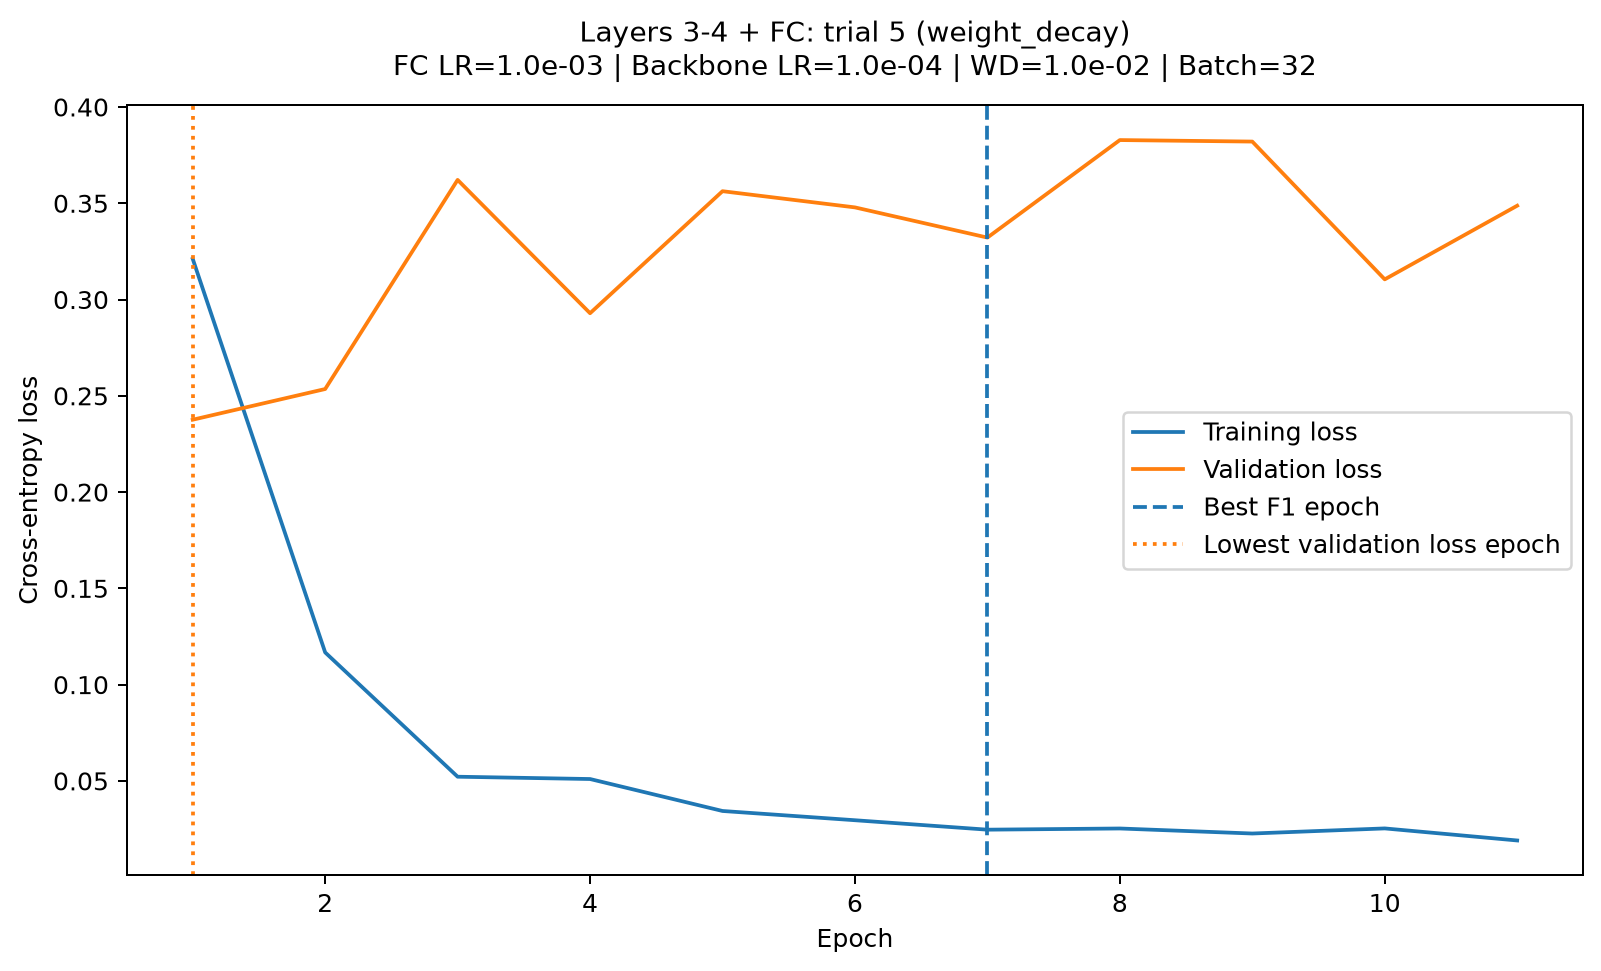 Layers 3-4 + FC: trial 5 (weight_decay)
FC LR=1.0e-03 | Backbone LR=1.0e-04 | WD=1.0e-02 | Batch=32
Cross-entropy loss
0.40
0.35
0.30
0.25
0.20
0.15
0.10
0.05
Training loss
Validation loss
Best F1 epoch
Lowest validation loss epoch
2 4 6 8 10
Epoch